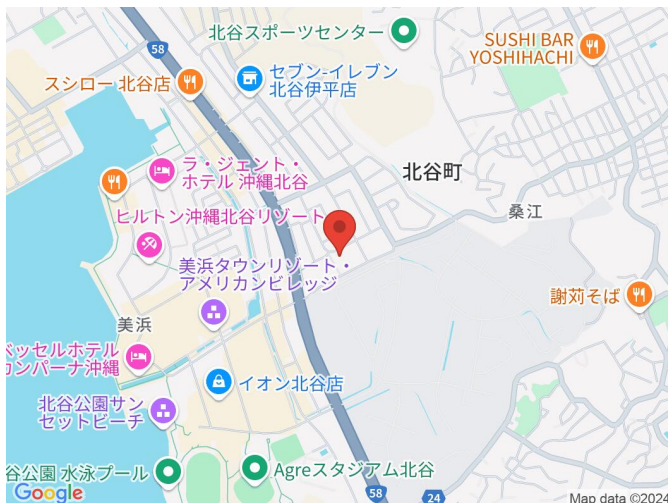 北谷スポーツセンター
SUSHI BAR
YOSHIHACHI
58
スシロー 北谷店
セブン-イレブン
北谷伊平店
ラ・ジェント・
ホテル 沖縄北谷
北谷町
桑江
ヒルトン沖縄北谷リゾート
美浜タウンリゾート・
アメリカンビレッジ
謝苅そば
美浜
ベッセルホテル
カンパーナ沖縄
イオン北谷店
北谷公園サン
セットビーチ
谷公園 水泳プール
Agreスタジアム北谷
58
24
Google
Map data ©2024